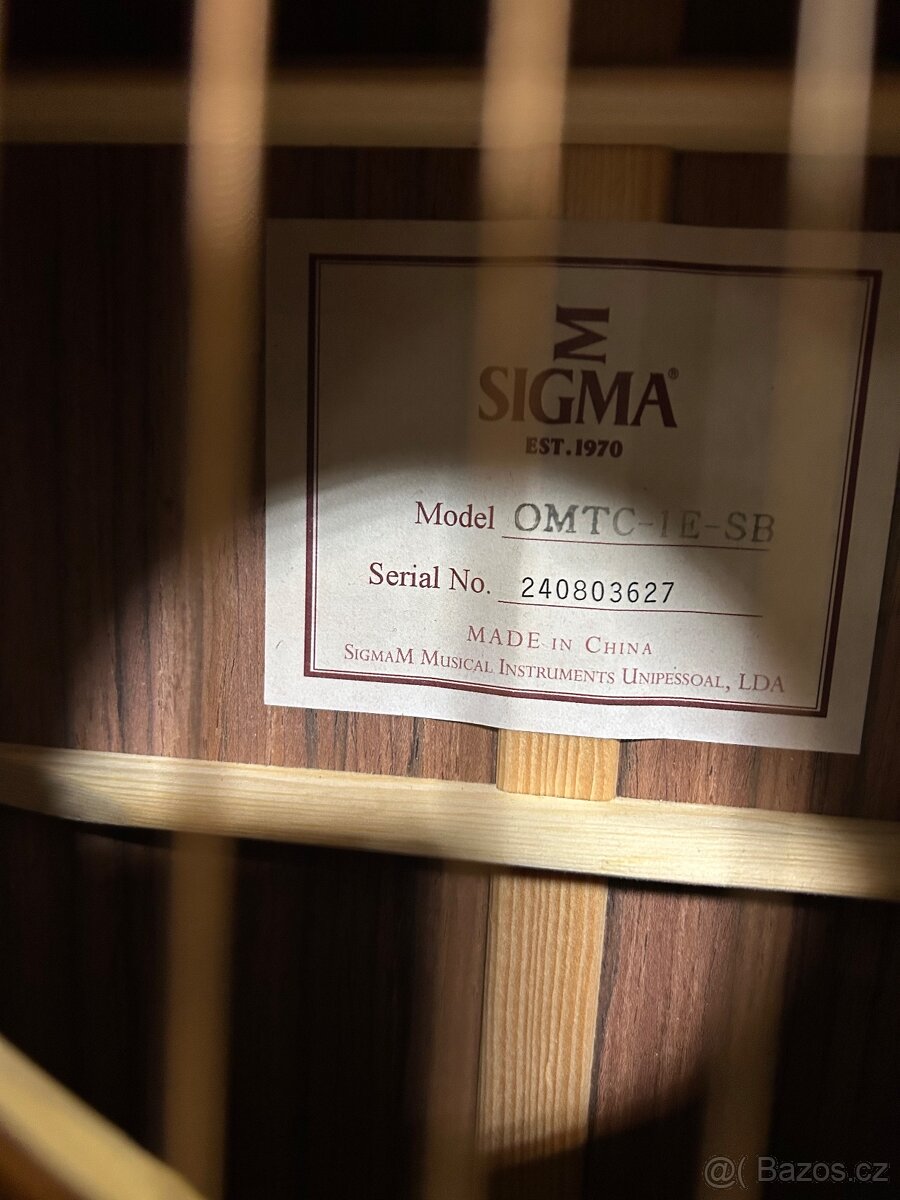 SIGMA®
EST.1970
Model OMTC-1E-SB
Serial No. 240803627
MADE IN CHINA
SIGMAM MUSICAL INSTRUMENTS UNIPESSOAL, LDA
@( Bazos.cz